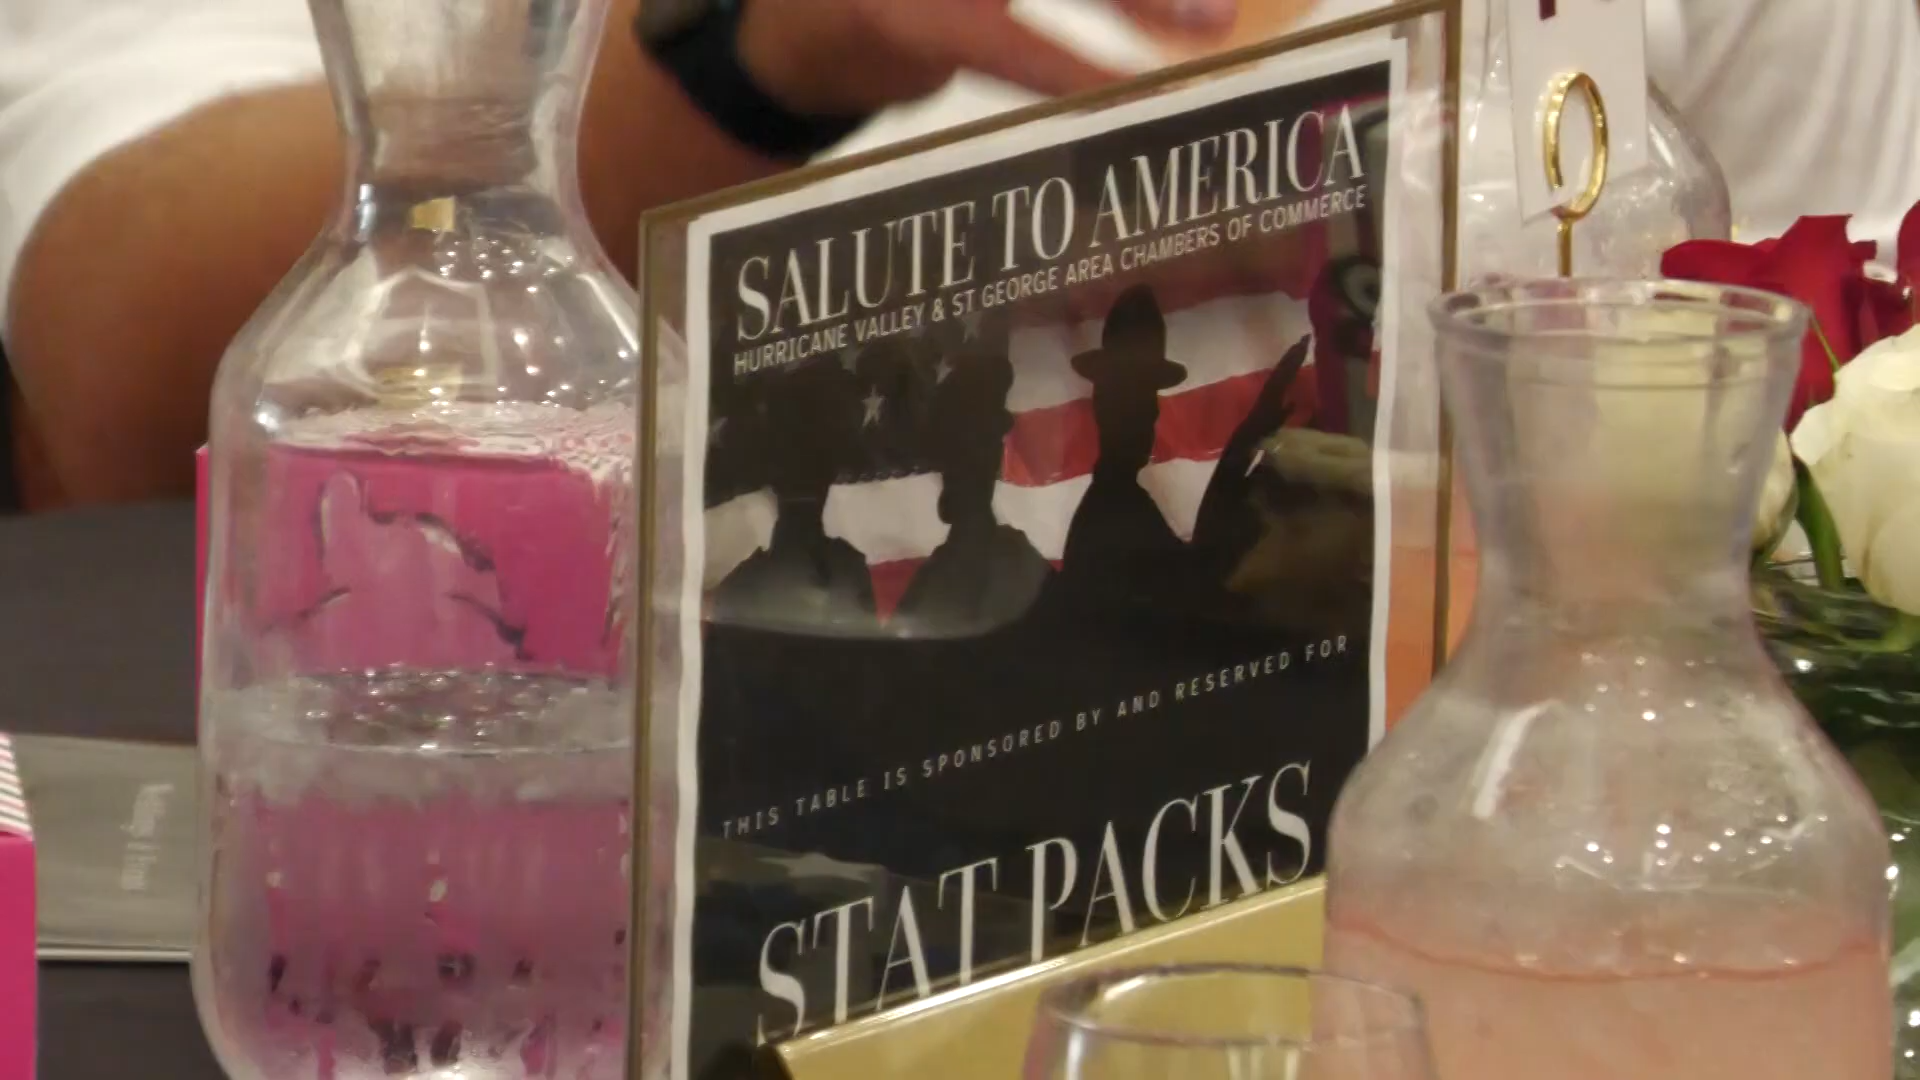 SALUTE TO AMERICA
HURRICANE VALLEY & ST GEORGE AREA CHAMBERS OF COMMERCE
THIS TABLE IS SPONSORED BY AND RESERVED FOR
STAT PACKS